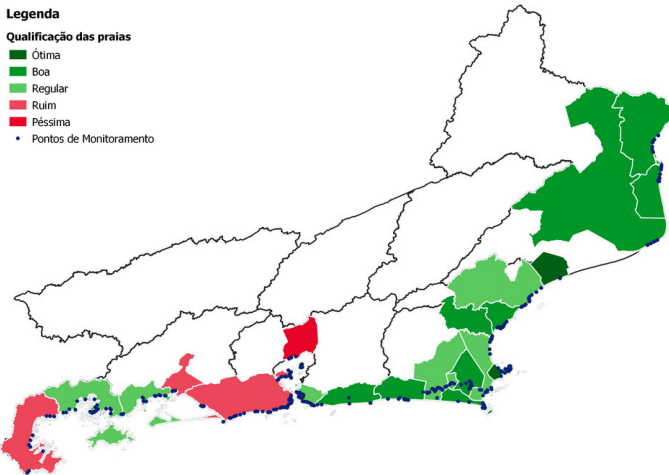 Legenda
Qualificação das praias
Ótima
Boa
Regular
Ruim
Péssima
Pontos de Monitoramento